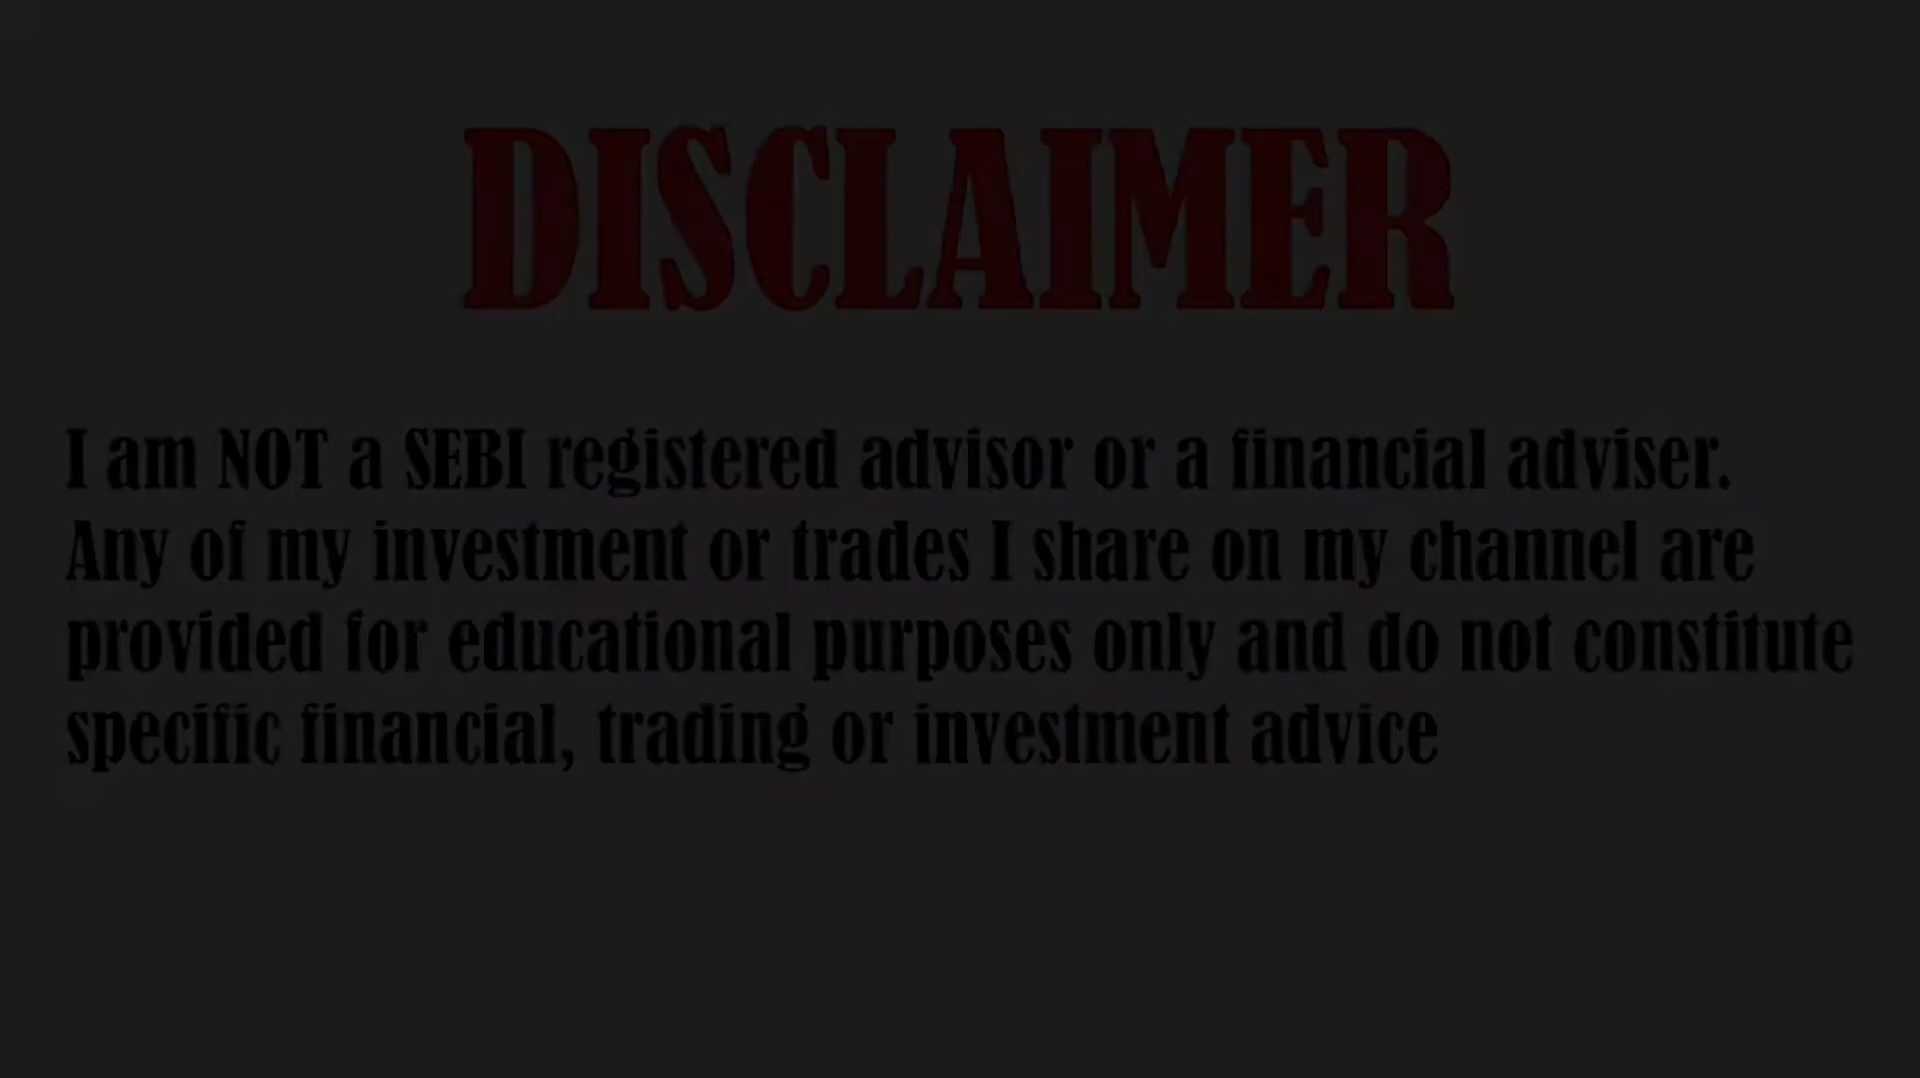 DISCLAIMER
I am NOT a SEBI registered advisor or a financial adviser.
Any of my investment or trades I share on my channel are
provided for educational purposes only and do not constitute
specific financial, trading or investment advice